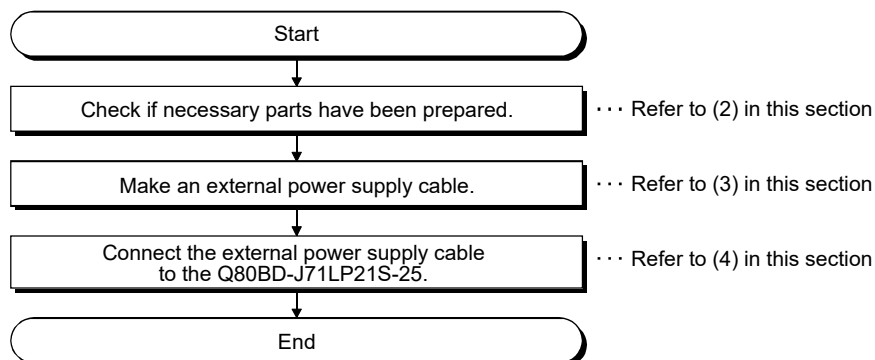 Start
Check if necessary parts have been prepared.
··· Refer to (2) in this section
Make an external power supply cable.
··· Refer to (3) in this section
Connect the external power supply cable
to the Q80BD-J71LP21S-25.
··· Refer to (4) in this section
End